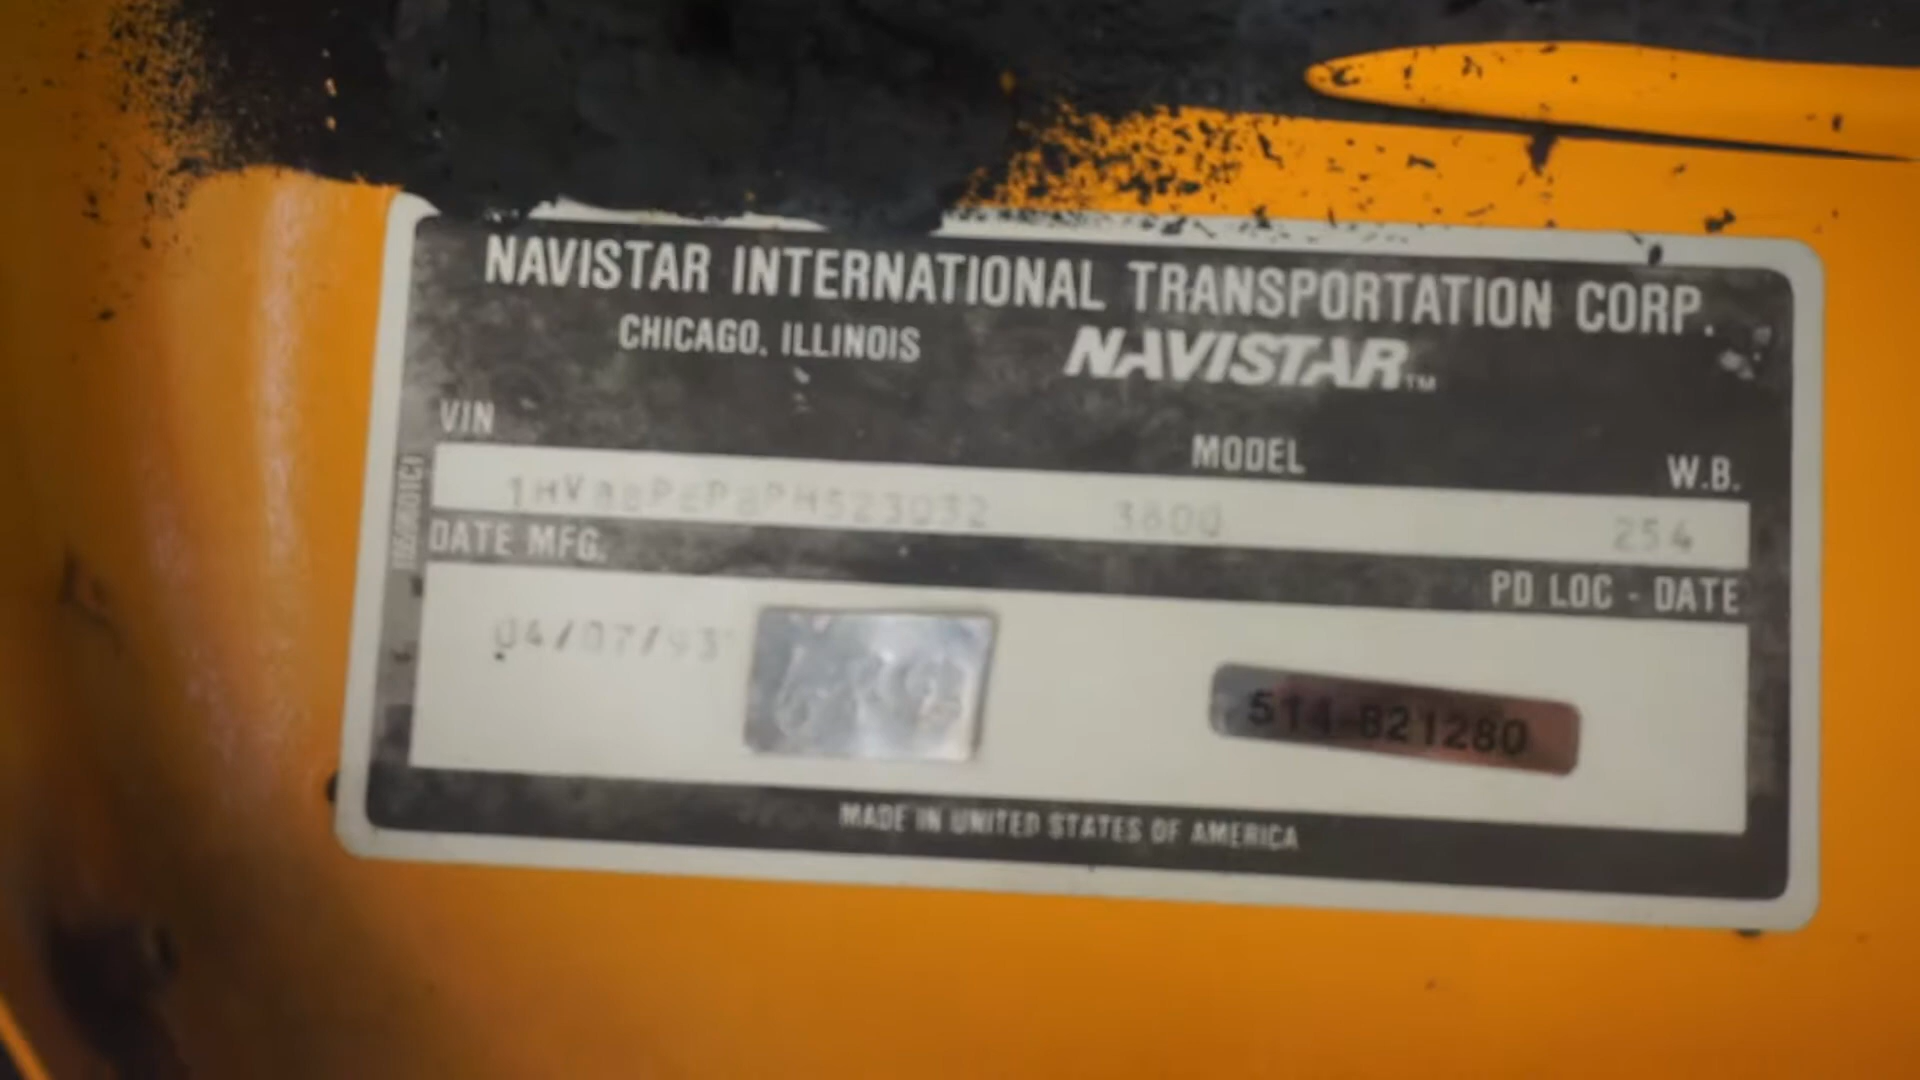 NAVISTAR INTERNATIONAL TRANSPORTATION CORP.
CHICAGO, ILLINOIS NAVISTAR™
VIN MODEL W.B.
3800 254
DATE MFG. PD LOC - DATE
04/07/93
514-821280
MADE IN UNITED STATES OF AMERICA